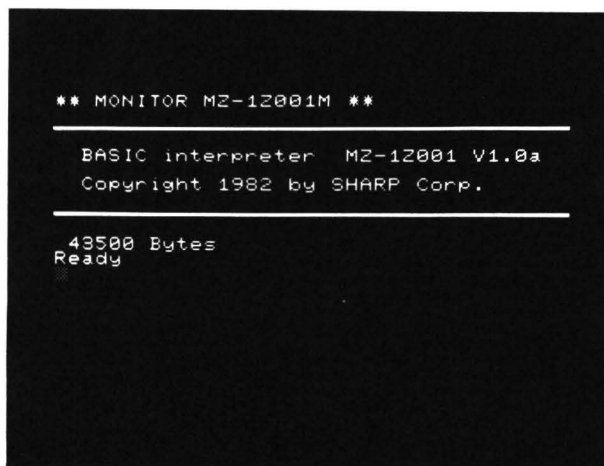 ** MONITOR MZ-1Z001M **
BASIC interpreter MZ-1Z001 V1.0a
Copyright 1982 by SHARP Corp.
43500 Bytes
Ready